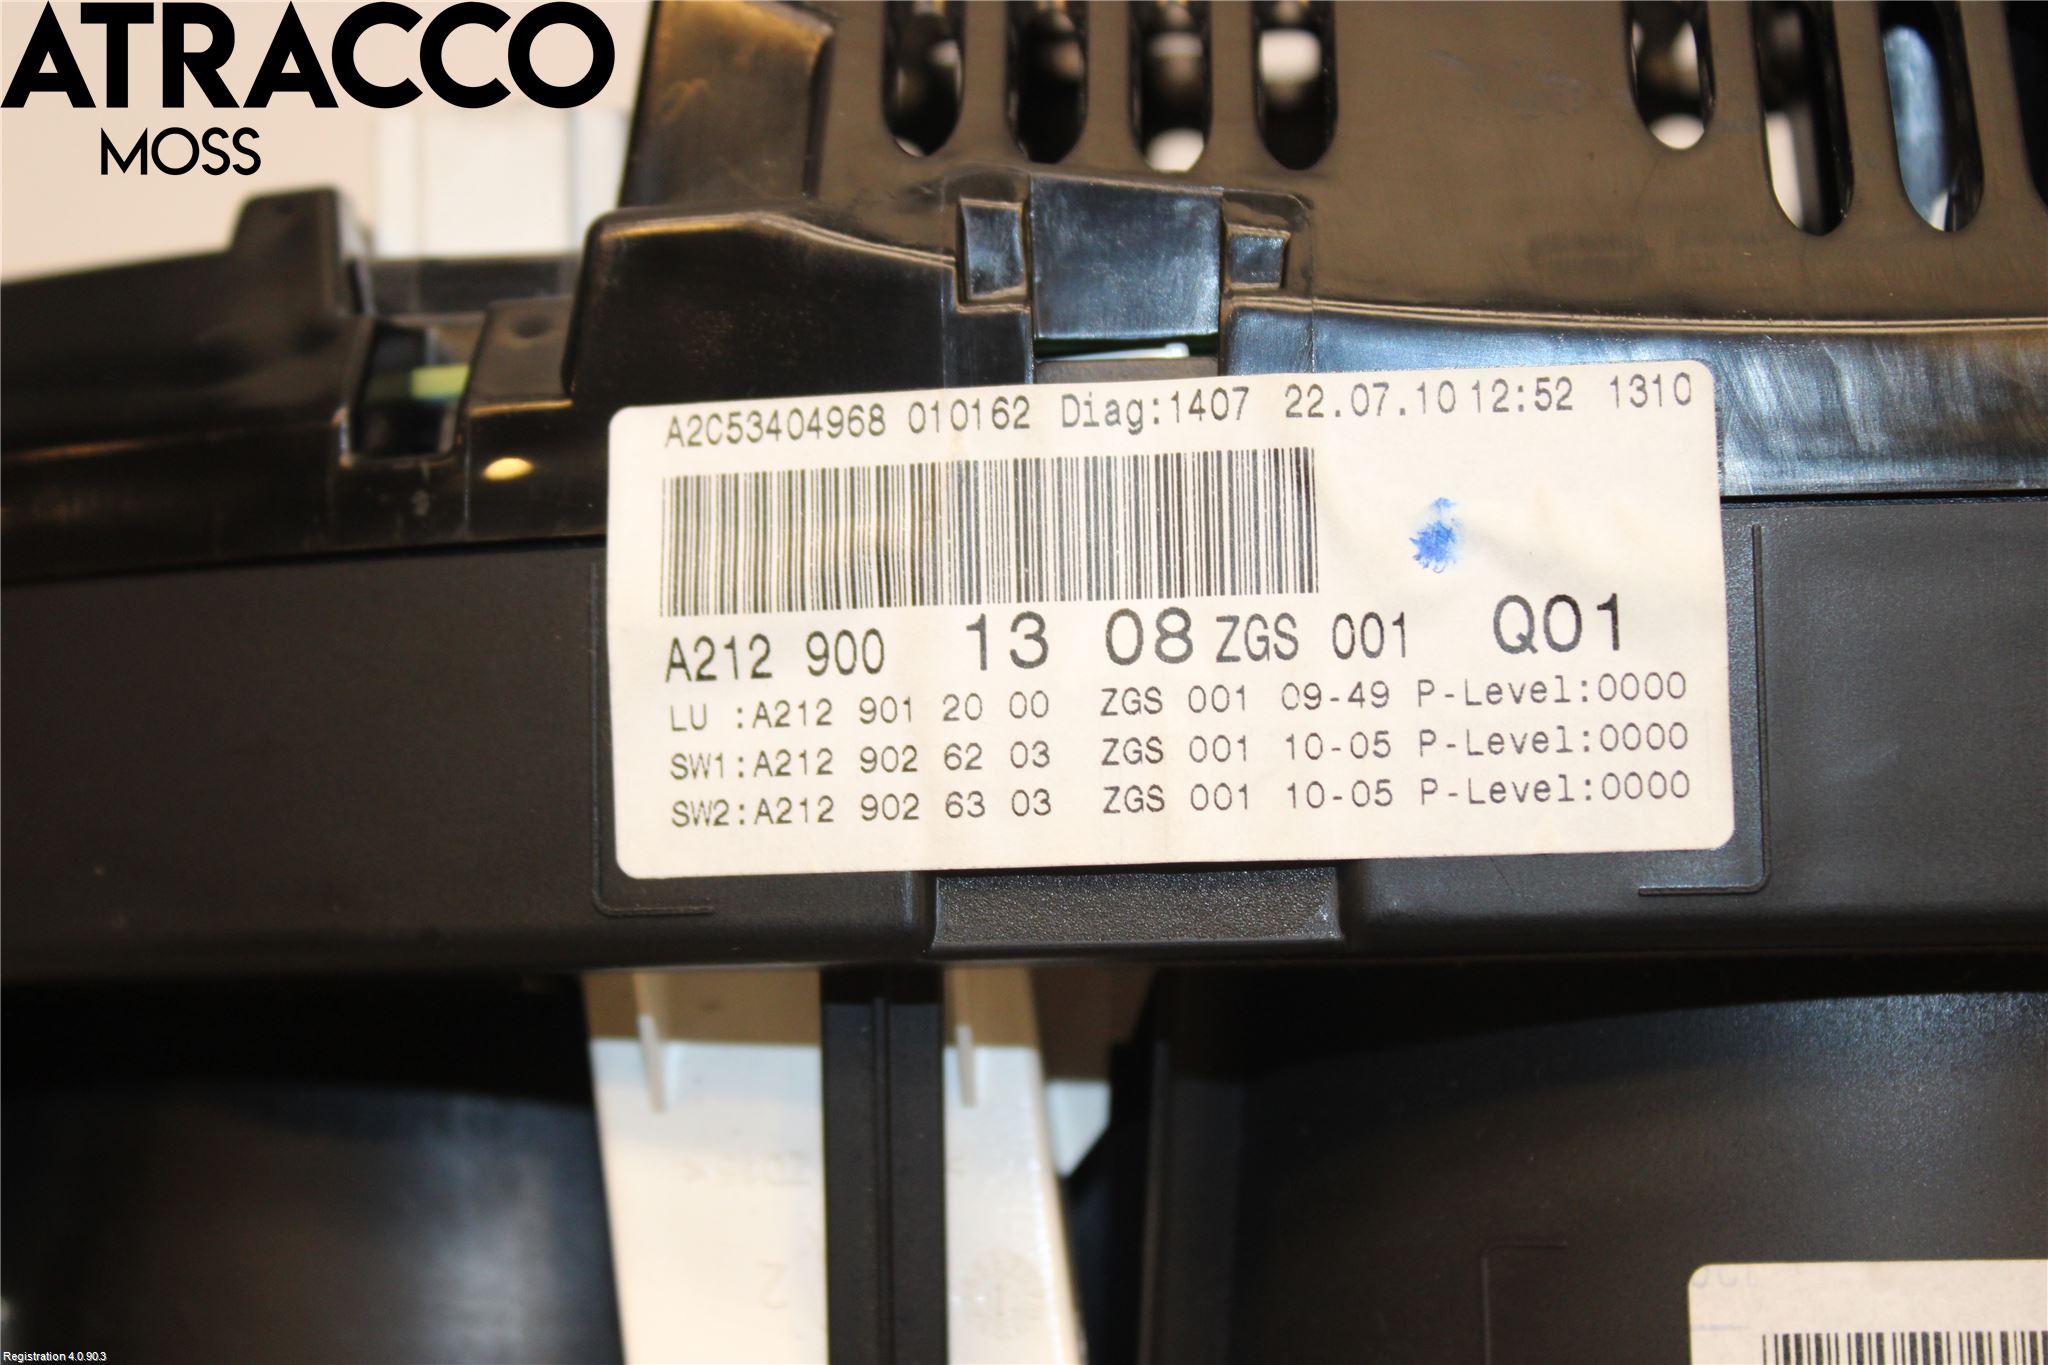 ATRACCO
MOSS
A2C53404968 010162 Diag:1407 22.07.10 12:52 1310
A212 900 13 08 ZGS 001 Q01
LU :A212 901 20 00 ZGS 001 09-49 P-Level:0000
SW1:A212 902 62 03 ZGS 001 10-05 P-Level:0000
SW2:A212 902 63 03 ZGS 001 10-05 P-Level:0000
2
Registration 4.0.90.3